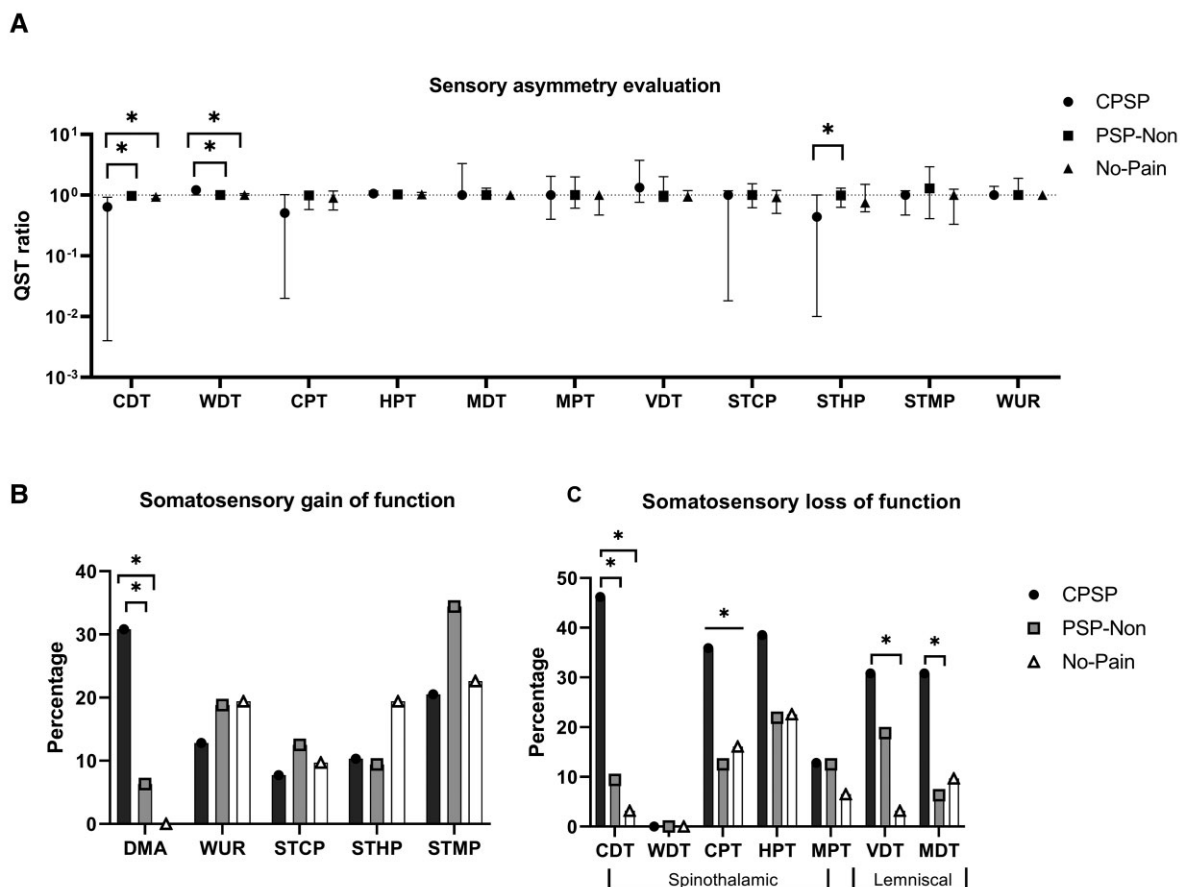 A
Sensory asymmetry evaluation
CPSP
PSP-Non
No-Pain
* *
* *
*
QST ratio
10¹
10⁰
10⁻¹
10⁻²
10⁻³
CDT WDT CPT HPT MDT MPT VDT STCP STHP STMP WUR
B
Somatosensory gain of function
*
*
Percentage
40
30
20
10
0
DMA WUR STCP STHP STMP
C
Somatosensory loss of function
*
*
*
*
*
Percentage
50
40
30
20
10
0
CDT WDT CPT HPT MPT VDT MDT
Spinothalamic Lemniscal
CPSP
PSP-Non
No-Pain